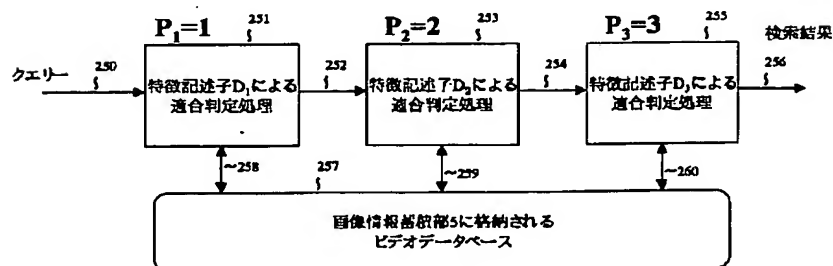 P1=1
251
P2=2
253
P3=3
255
検索結果
クエリー
250
特徴記述子D1による
適合判定処理
252
特徴記述子D2による
適合判定処理
254
特徴記述子D3による
適合判定処理
256
~258
257
~259
~260
画像情報蓄積部5に格納される
ビデオデータベース